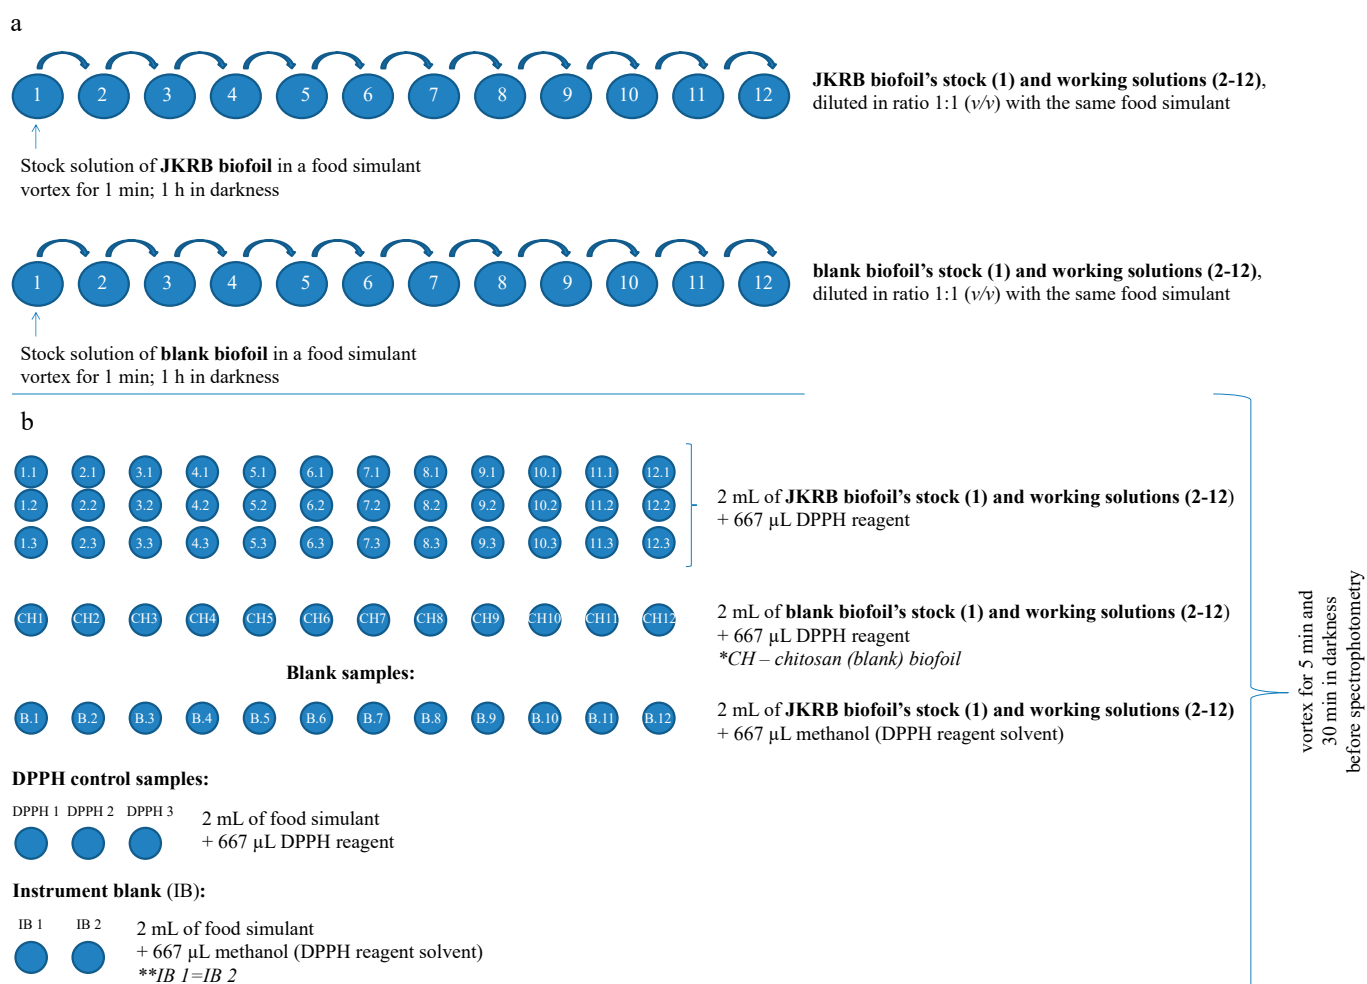 a
1 2 3 4 5 6 7 8 9 10 11 12
JKRB biofoil's stock (1) and working solutions (2-12),
diluted in ratio 1:1 (v/v) with the same food simulant
Stock solution of JKRB biofoil in a food simulant
vortex for 1 min; 1 h in darkness
1 2 3 4 5 6 7 8 9 10 11 12
blank biofoil's stock (1) and working solutions (2-12),
diluted in ratio 1:1 (v/v) with the same food simulant
Stock solution of blank biofoil in a food simulant
vortex for 1 min; 1 h in darkness
b
1.1 2.1 3.1 4.1 5.1 6.1 7.1 8.1 9.1 10.1 11.1 12.1
1.2 2.2 3.2 4.2 5.2 6.2 7.2 8.2 9.2 10.2 11.2 12.2
1.3 2.3 3.3 4.3 5.3 6.3 7.3 8.3 9.3 10.3 11.3 12.3
2 mL of JKRB biofoil's stock (1) and working solutions (2-12)
+ 667 µL DPPH reagent
CH1 CH2 CH3 CH4 CH5 CH6 CH7 CH8 CH9 CH10 CH11 CH12
2 mL of blank biofoil's stock (1) and working solutions (2-12)
+ 667 µL DPPH reagent
*CH – chitosan (blank) biofoil
Blank samples:
B.1 B.2 B.3 B.4 B.5 B.6 B.7 B.8 B.9 B.10 B.11 B.12
2 mL of JKRB biofoil's stock (1) and working solutions (2-12)
+ 667 µL methanol (DPPH reagent solvent)
DPPH control samples:
DPPH 1 DPPH 2 DPPH 3
2 mL of food simulant
+ 667 µL DPPH reagent
Instrument blank (IB):
IB 1 IB 2
2 mL of food simulant
+ 667 µL methanol (DPPH reagent solvent)
**IB 1=IB 2
vortex for 5 min and
30 min in darkness
before spectrophotometry